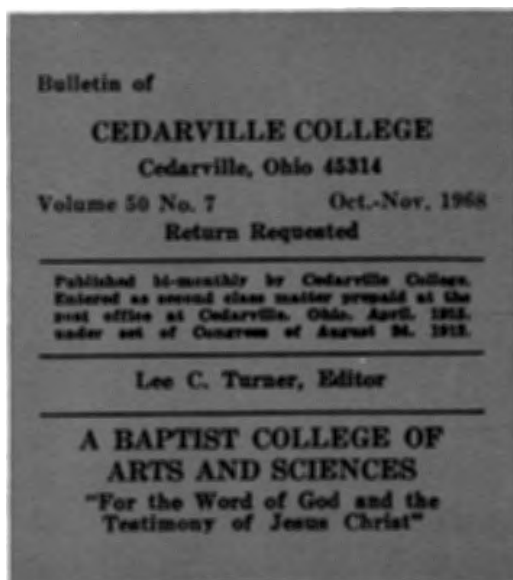 Bulletin of
CEDARVILLE COLLEGE
Cedarville, Ohio 45314
Volume 50 No. 7 Oct.-Nov. 1968
Return Requested
Published bi-monthly by Cedarville College.
Entered as second class matter prepaid at the
post office at Cedarville, Ohio, April,
under act of Congress of August
Lee C. Turner, Editor
A BAPTIST COLLEGE OF
ARTS AND SCIENCES
"For the Word of God and the
Testimony of Jesus Christ"